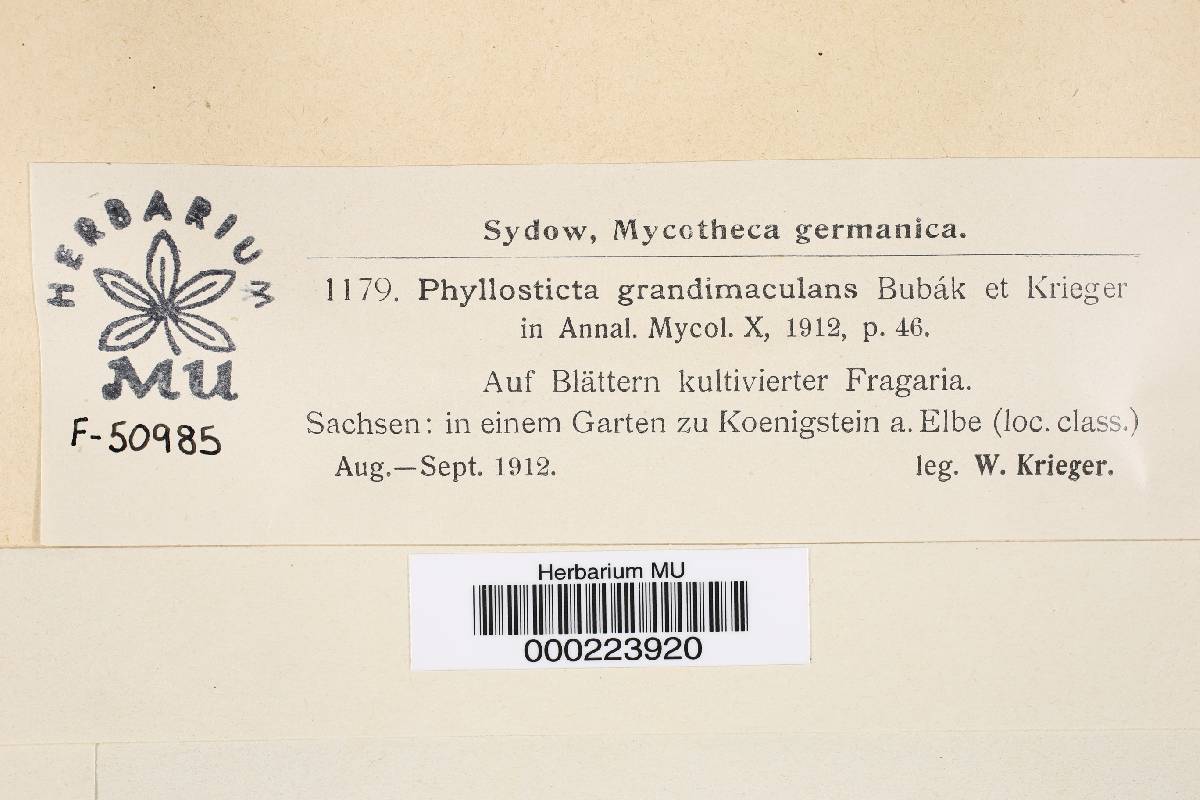 HERBARIUM
MU
F-50985
Sydow, Mycotheca germanica.
1179. Phyllosticta grandimaculans Bubák et Krieger
in Annal. Mycol. X, 1912, p. 46.
Auf Blättern kultivierter Fragaria.
Sachsen: in einem Garten zu Koenigstein a. Elbe (loc. class.)
Aug.—Sept. 1912. leg. W. Krieger.
Herbarium MU
000223920